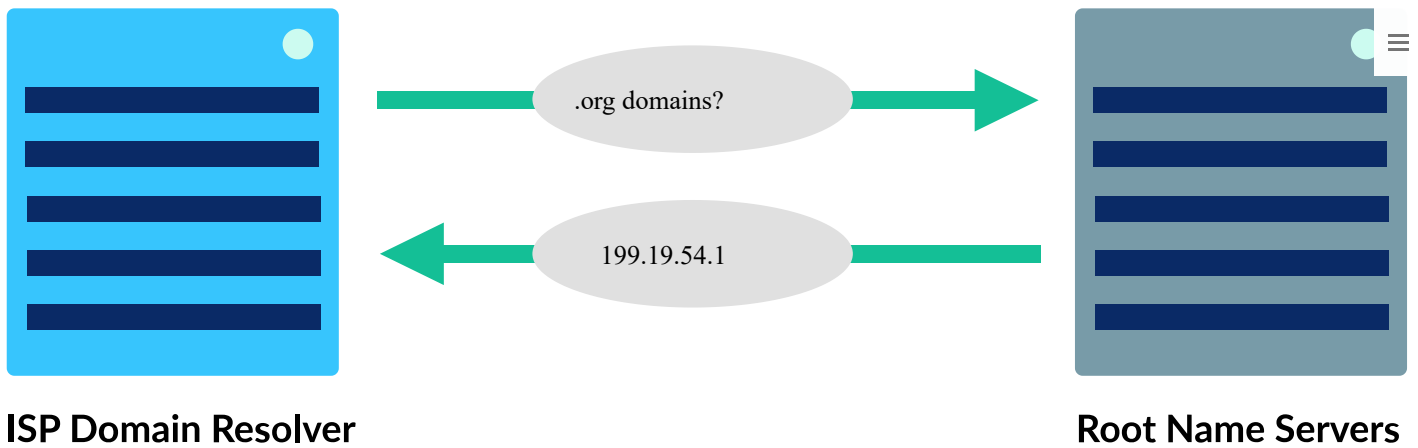 .org domains?
199.19.54.1
ISP Domain Resolver
Root Name Servers